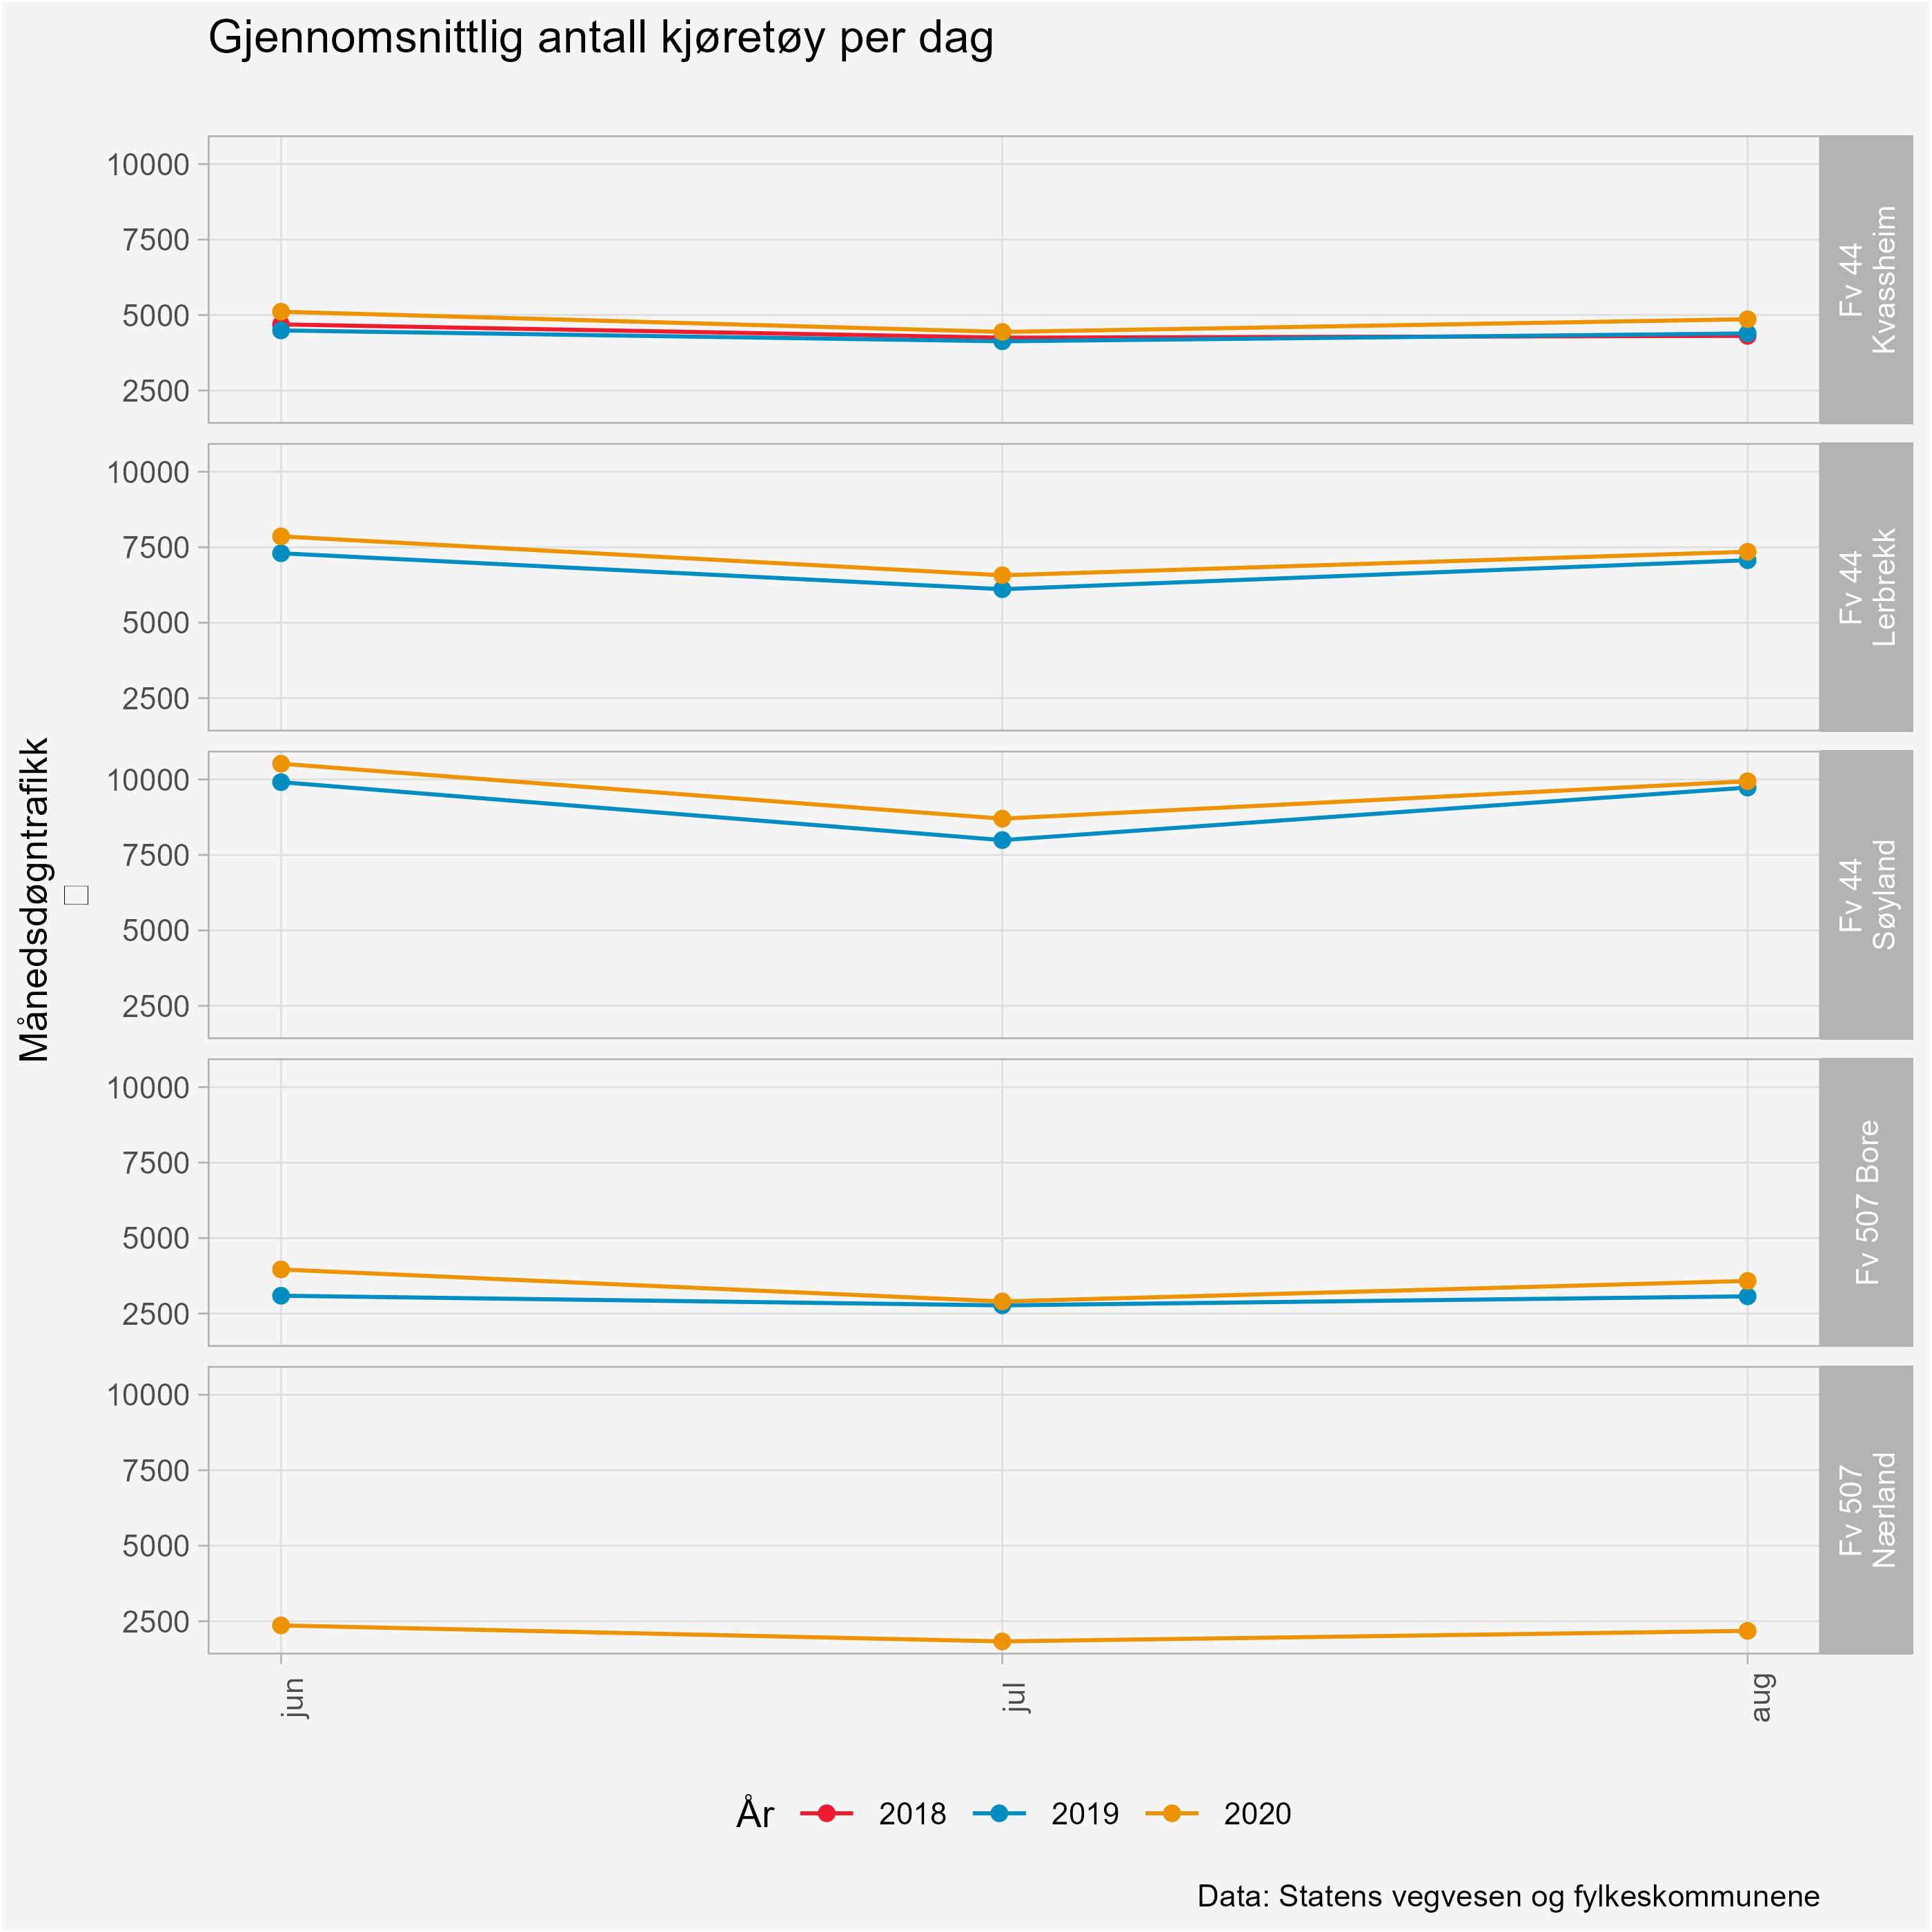 Gjennomsnittlig antall kjøretøy per dag
Månedsdøgntrafikk
10000
7500
5000
2500
Fv 44
Kvassheim
10000
7500
5000
2500
Fv 44
Lerbrekk
10000
7500
5000
2500
Fv 44
Søyland
10000
7500
5000
2500
Fv 507 Bore
10000
7500
5000
2500
Fv 507
Nærland
jun jul aug
År 2018 2019 2020
Data: Statens vegvesen og fylkeskommunene